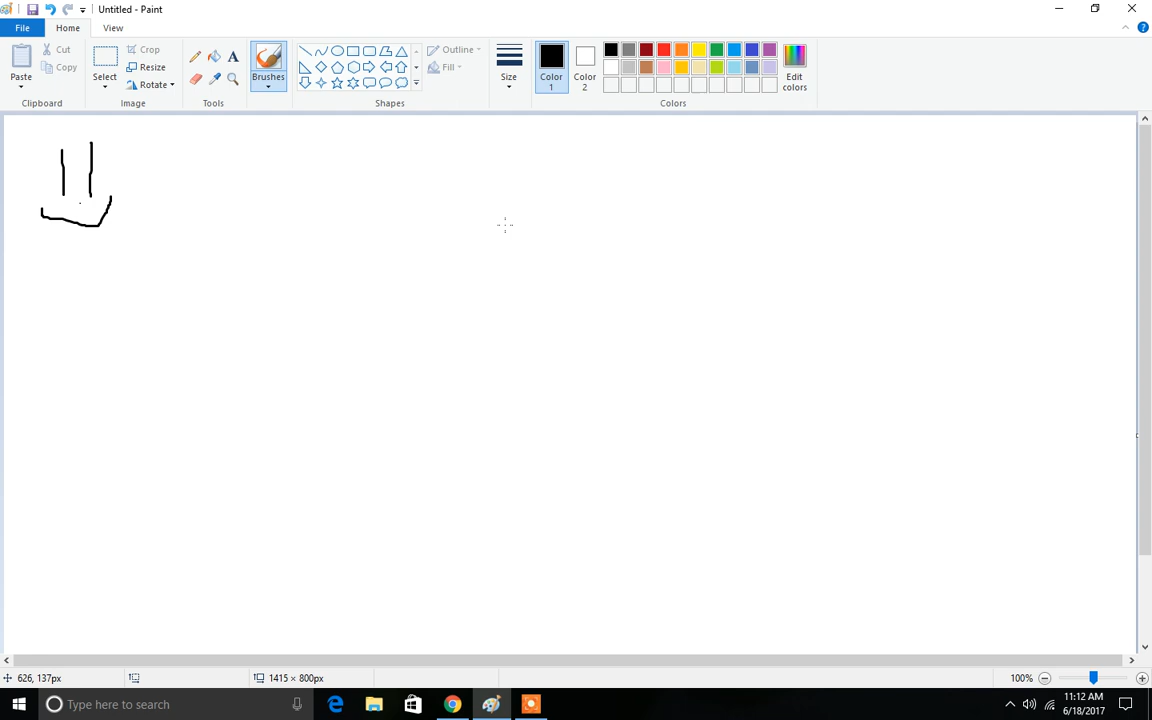 Untitled - Paint
File Home View
Paste Cut Copy
Select Crop Resize Rotate
Brushes
Outline Fill
Size
Color 1
Color 2
Edit colors
Clipboard Image Tools Shapes Colors
626, 137px 1415 × 800px 100%
Type here to search
11:12 AM
6/18/2017